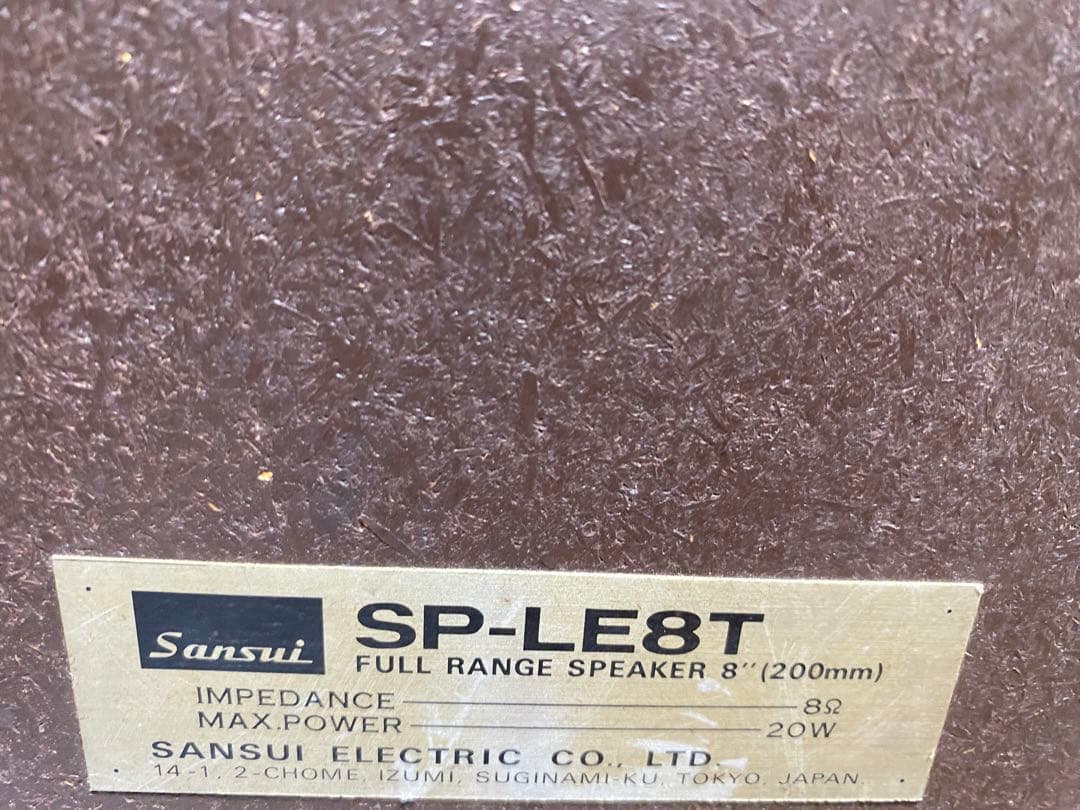 Sansui
SP-LE8T
FULL RANGE SPEAKER 8″(200mm)
IMPEDANCE 8Ω
MAX.POWER 20W
SANSUI ELECTRIC CO., LTD.
14-1, 2-CHOME, IZUMI, SUGINAMI-KU, TOKYO, JAPAN.